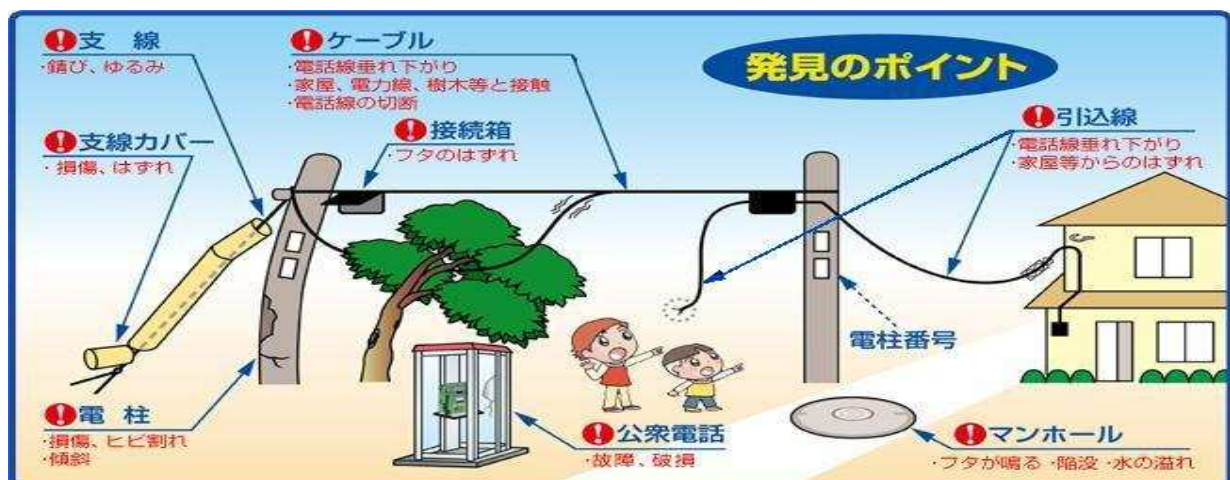 発見のポイント
支 線
・錆び、ゆるみ
ケーブル
・電話線垂れ下がり
・家屋、電力線、樹木等と接触
・電話線の切断
引込線
・電話線垂れ下がり
・家屋等からのはずれ
支線カバー
・損傷、はずれ
接続箱
・フタのはずれ
電柱番号
電 柱
・損傷、ヒビ割れ
・傾斜
公衆電話
・故障、破損
マンホール
・フタが鳴る ・陥没 ・水の溢れ